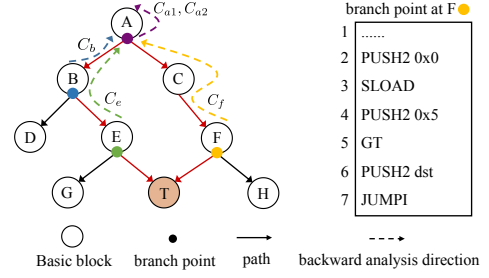 A
C_{a1}, C_{a2}
C_b
B
C
C_e
C_f
D
E
F
G
T
H
Basic block
branch point
path
backward analysis direction
branch point at F
1 ......
2 PUSH2 0x0
3 SLOAD
4 PUSH2 0x5
5 GT
6 PUSH2 dst
7 JUMPI